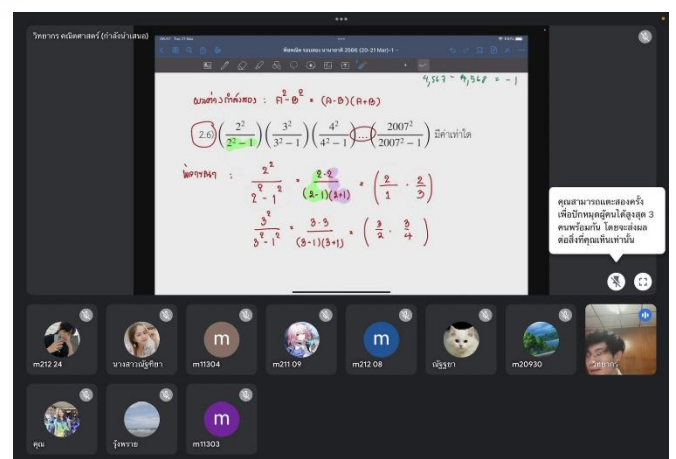 วิทยากร คณิตศาสตร์ (กำลังนำเสนอ)
4,567 - 4,568 = -1
ผลต่างกำลังสอง : A² - B² = (A-B)(A+B)
2.6) (2²/(2² − 1)) (3²/(3² − 1)) (4²/(4² − 1)) ... (2007²/(2007² − 1)) มีค่าเท่าใด
พิจารณา : 2²/(2² - 1²) = 2·2/((2-1)(2+1)) = (2/1 · 2/3)
3²/(3² - 1²) = 3·3/((3-1)(3+1)) = (3/2 · 3/4)
คุณสามารถแตะสองครั้ง
เพื่อปักหมุดผู้คนได้สูงสุด 3
คนพร้อมกัน โดยจะส่งผล
ต่อสิ่งที่คุณเห็นเท่านั้น
m
m
m212 24
นางสาวณัฐทิยา
m11304
m211 09
m212 08
ณัฐฐยา
m20930
วิทยากร
m
คุณ
รุ้งพราย
m11303